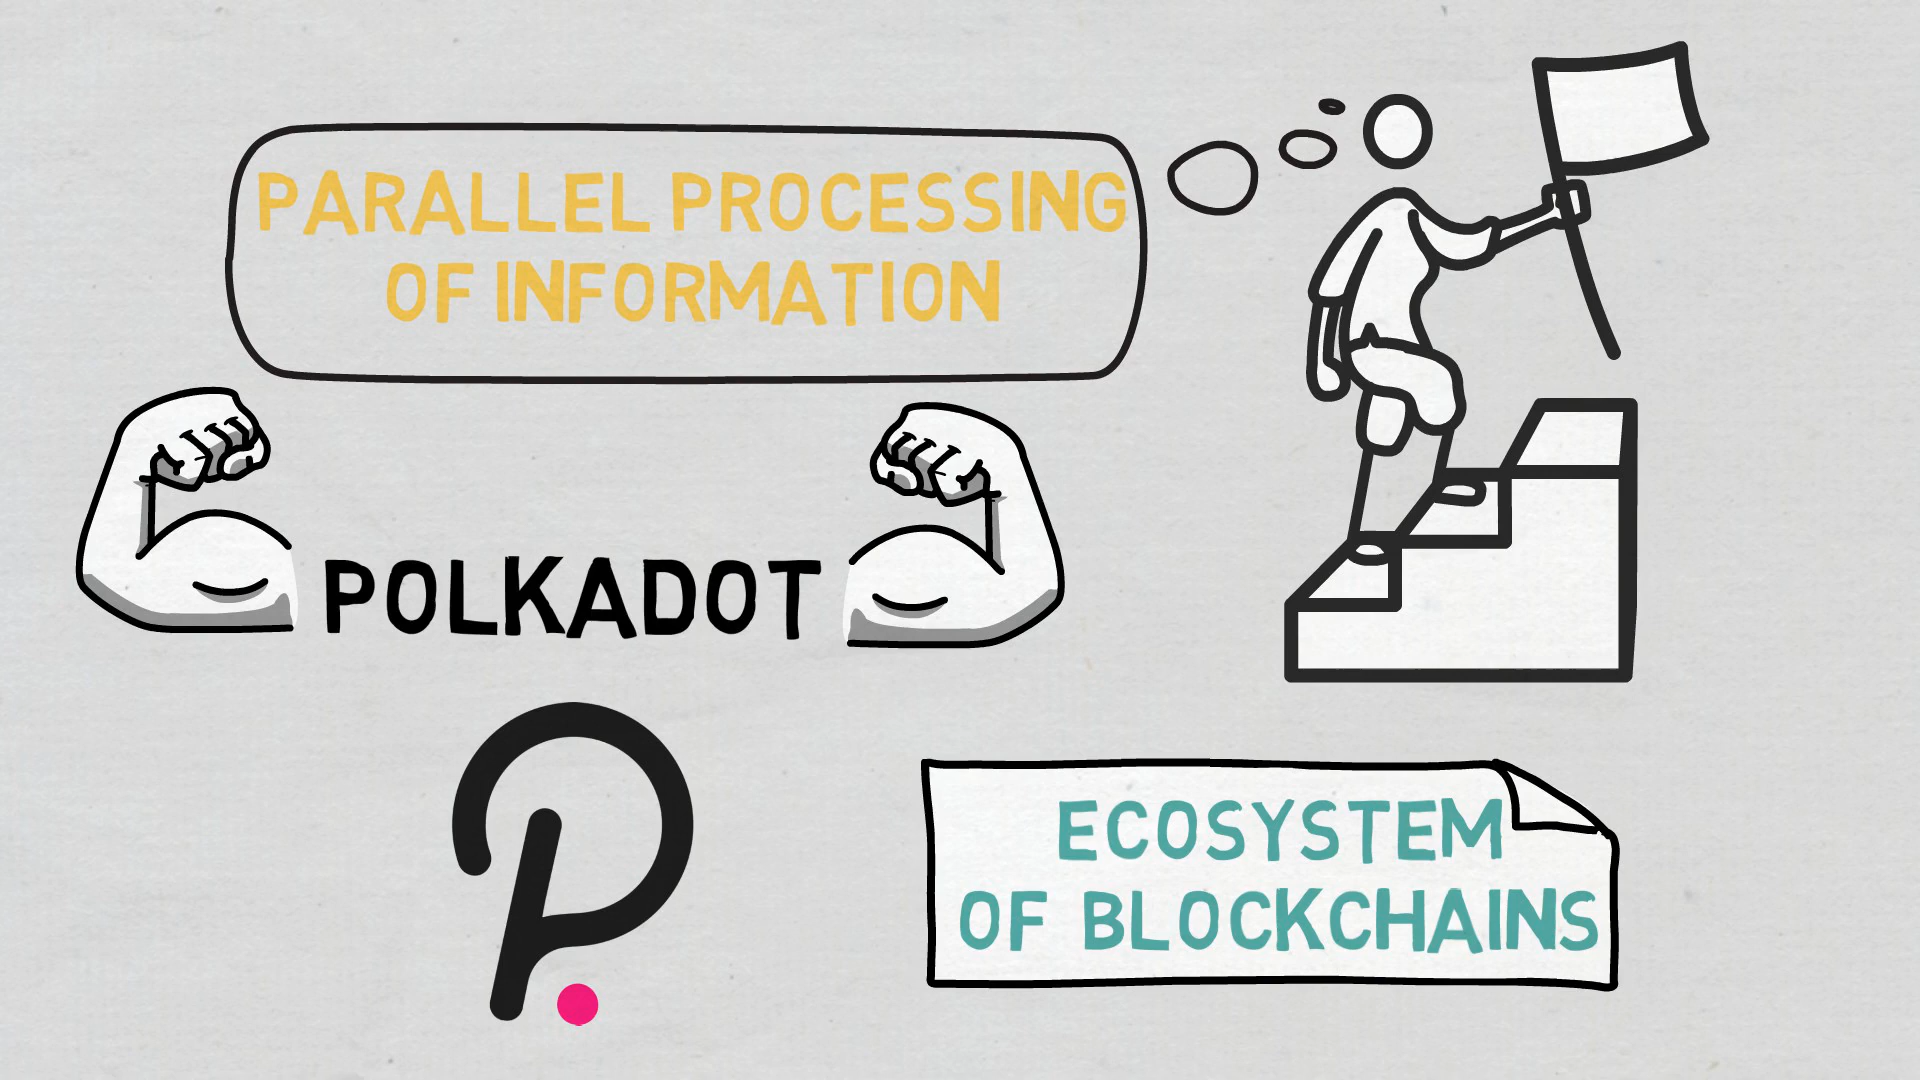 PARALLEL PROCESSING
OF INFORMATION
POLKADOT
ECOSYSTEM
OF BLOCKCHAINS